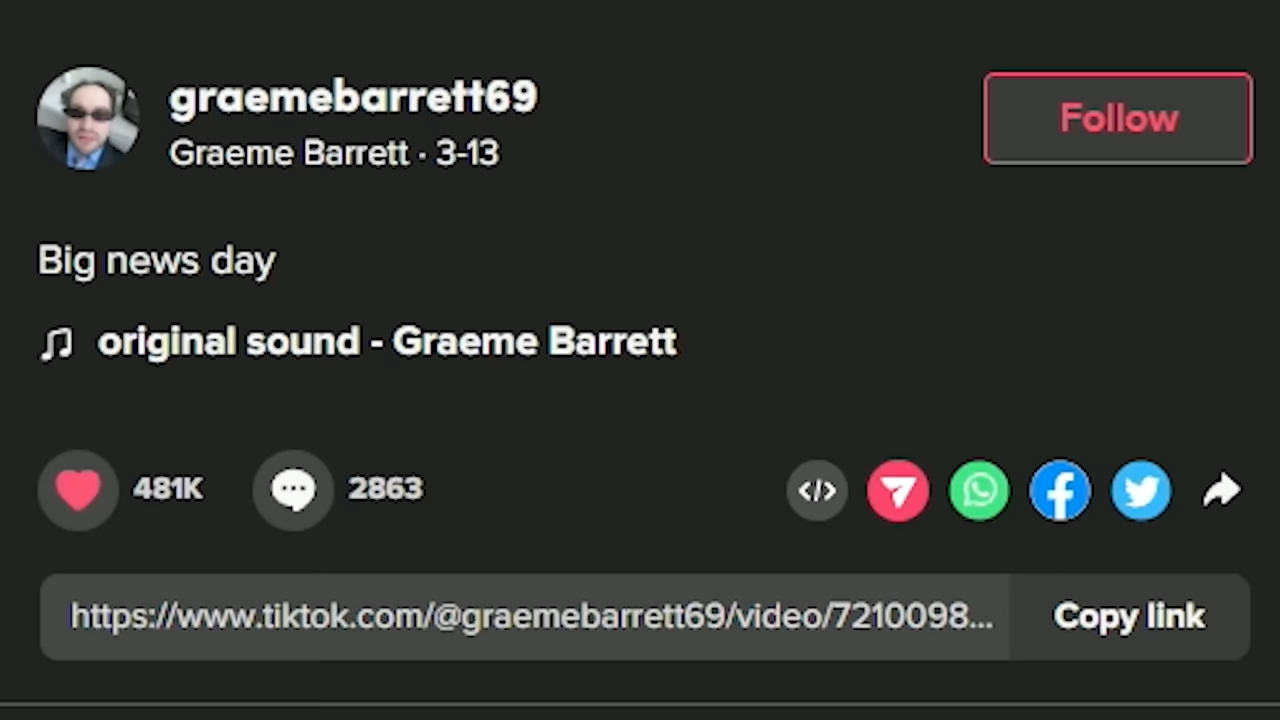 graemebarrett69
Graeme Barrett · 3-13
Follow
Big news day
original sound - Graeme Barrett
481K
2863
https://www.tiktok.com/@graemebarrett69/video/7210098...
Copy link